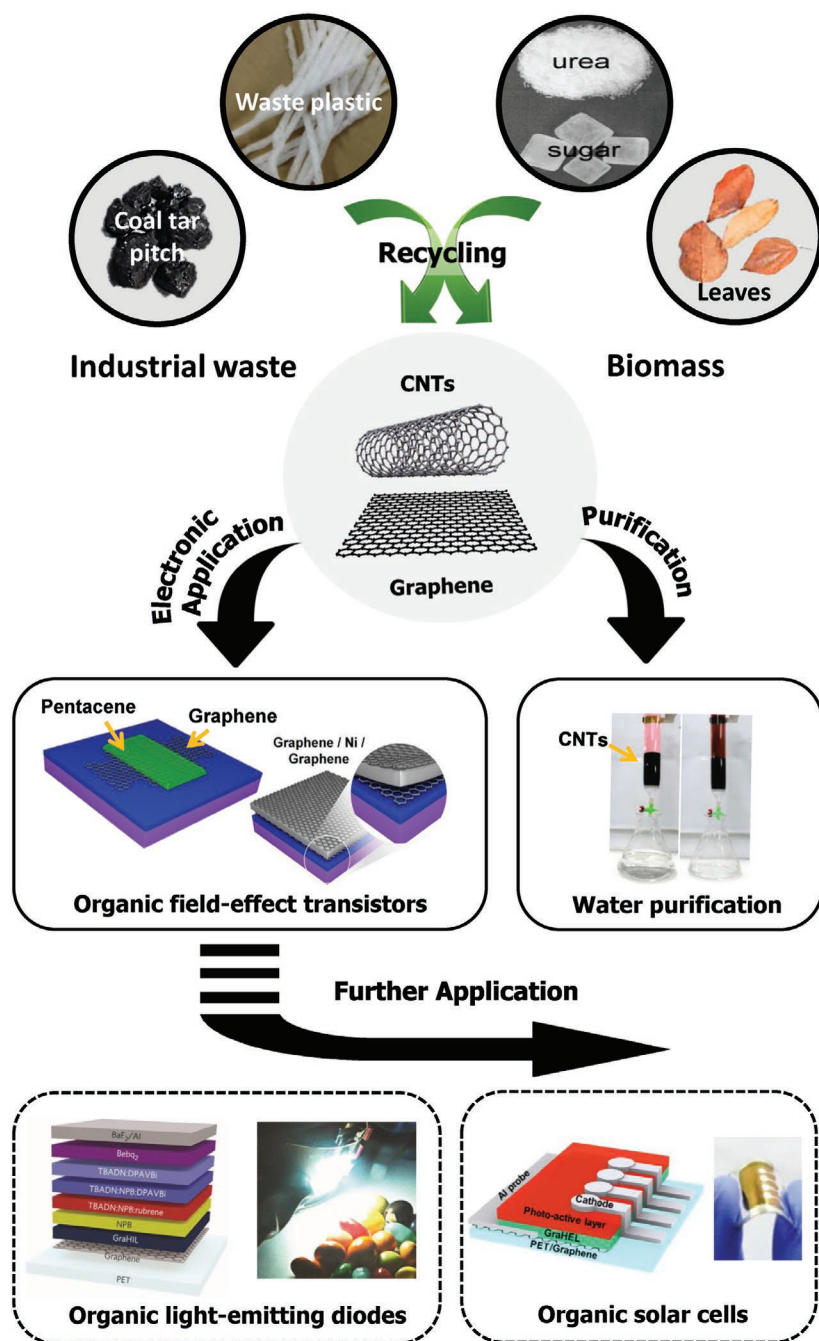 Waste plastic
urea
sugar
Coal tar
pitch
Recycling
Leaves
Industrial waste
Biomass
CNTs
Graphene
Electronic
Application
Purification
Pentacene
Graphene
Graphene / Ni /
Graphene
Organic field-effect transistors
CNTs
Water purification
Further Application
BaF₂/Al
Bebq₂
TBADN:DPAVBi
TBADN:NPB:DPAVBi
TBADN:NPB:rubrene
NPB
GraHIL
Graphene
PET
Organic light-emitting diodes
Al probe
Cathode
Photo-active layer
GraHEL
PET/Graphene
Organic solar cells